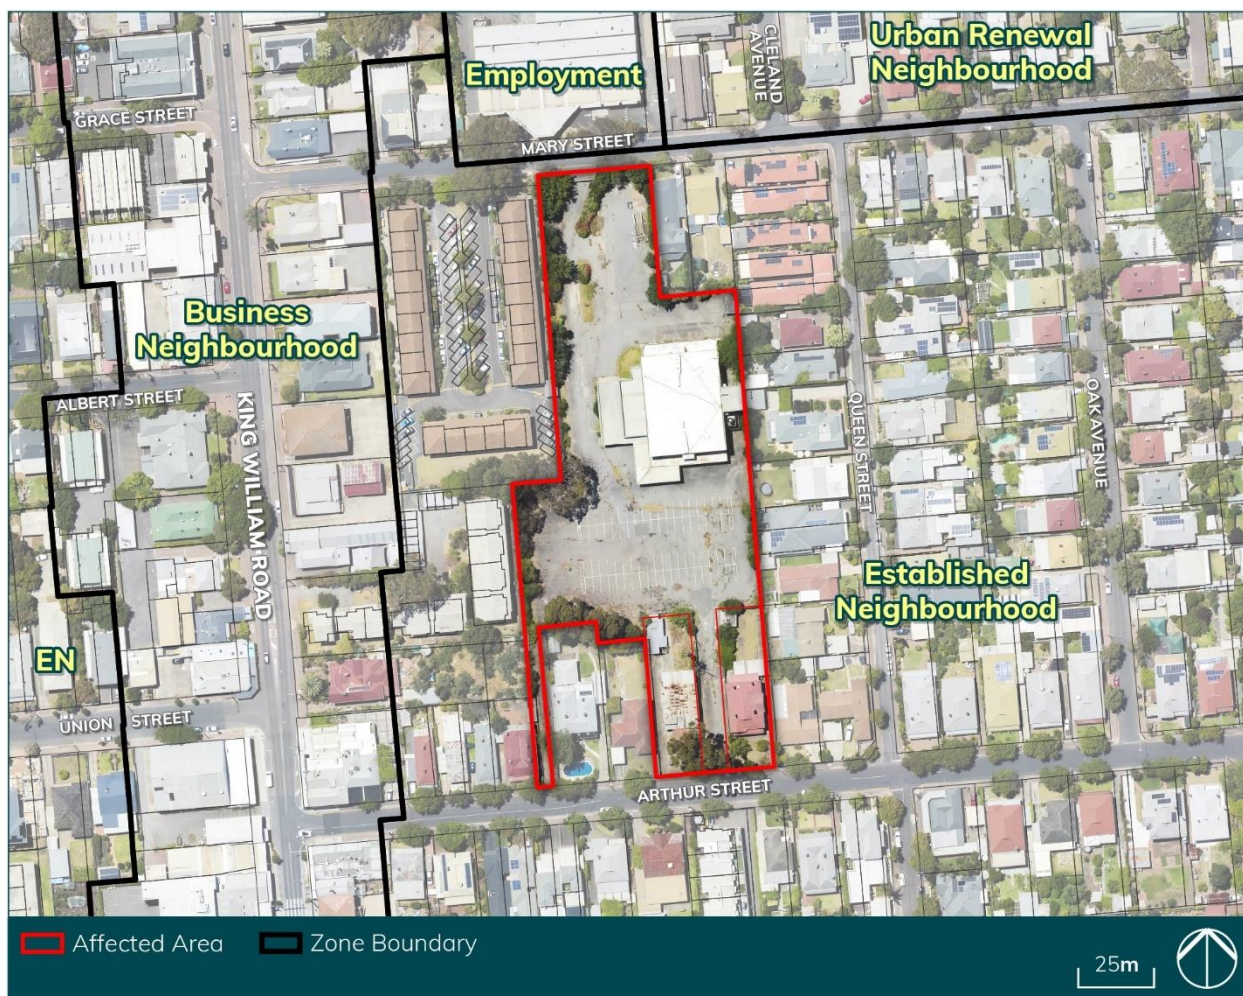 CLELAND
AVENUE
Urban Renewal
Neighbourhood
Employment
GRACE STREET
MARY STREET
Business
Neighbourhood
ALBERT STREET
KING WILLIAM ROAD
QUEEN STREET
OAK AVENUE
Established
Neighbourhood
EN
UNION STREET
ARTHUR STREET
Affected Area
Zone Boundary
25m